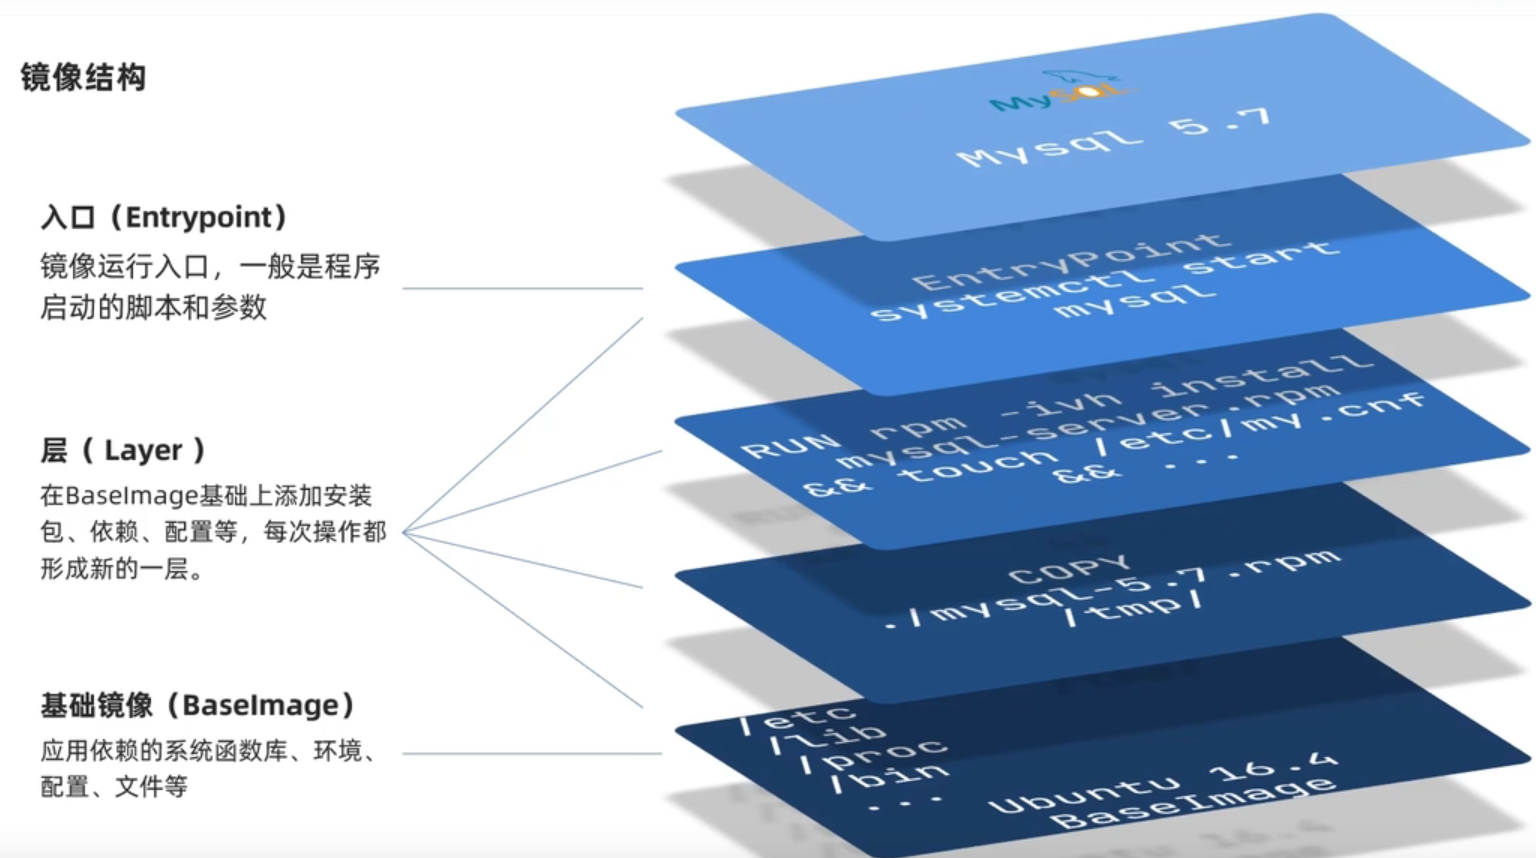 镜像结构
入口（Entrypoint）
镜像运行入口，一般是程序
启动的脚本和参数
层（ Layer ）
在BaseImage基础上添加安装
包、依赖、配置等，每次操作都
形成新的一层。
基础镜像（BaseImage）
应用依赖的系统函数库、环境、
配置、文件等
MySQL
Mysql 5.7
EntryPoint
systemctl start
mysql
RUN rpm -ivh install
mysql-server.rpm
&& touch /etc/my.cnf
&& ...
COPY
./mysql-5.7.rpm
/tmp/
/etc
/lib
/proc
/bin
...
Ubuntu 16.4
BaseImage